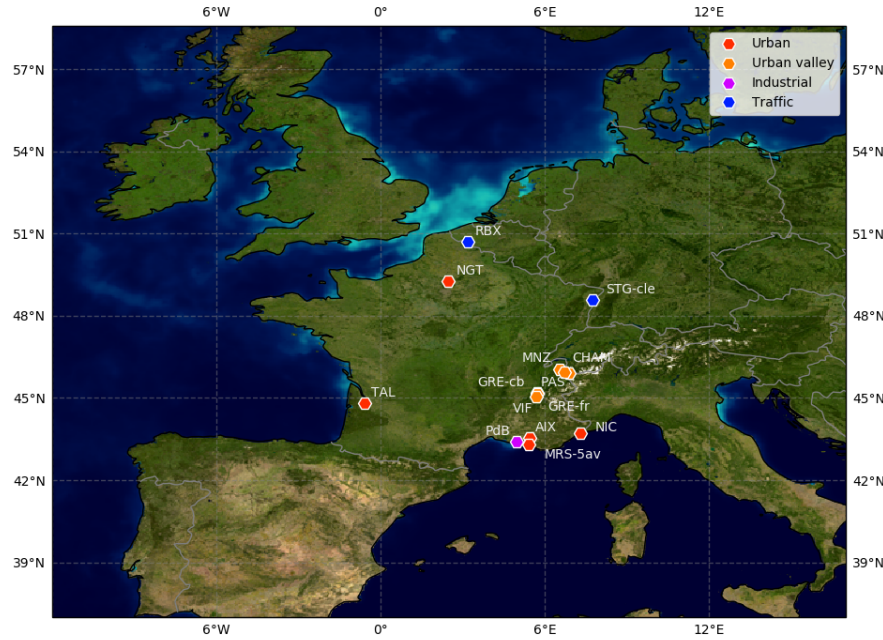 6°W 0° 6°E 12°E
Urban
Urban valley
Industrial
Traffic
57°N 57°N
54°N 54°N
51°N 51°N
RBX
NGT
STG-cle
48°N 48°N
MNZ CHAM
GRE-cb PAS
TAL
45°N 45°N
VIF GRE-fr
PdB AIX NIC
MRS-5av
42°N 42°N
39°N 39°N
6°W 0° 6°E 12°E